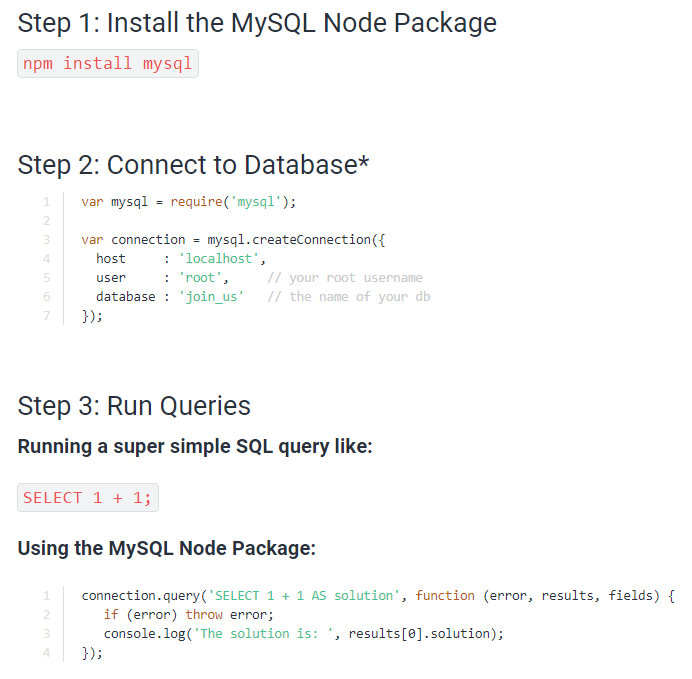 Step 1: Install the MySQL Node Package
npm install mysql
Step 2: Connect to Database*
1 var mysql = require('mysql');
2
3 var connection = mysql.createConnection({
4   host     : 'localhost',
5   user     : 'root',     // your root username
6   database : 'join_us'   // the name of your db
7 });
Step 3: Run Queries
Running a super simple SQL query like:
SELECT 1 + 1;
Using the MySQL Node Package:
1 connection.query('SELECT 1 + 1 AS solution', function (error, results, fields) {
2    if (error) throw error;
3    console.log('The solution is: ', results[0].solution);
4 });